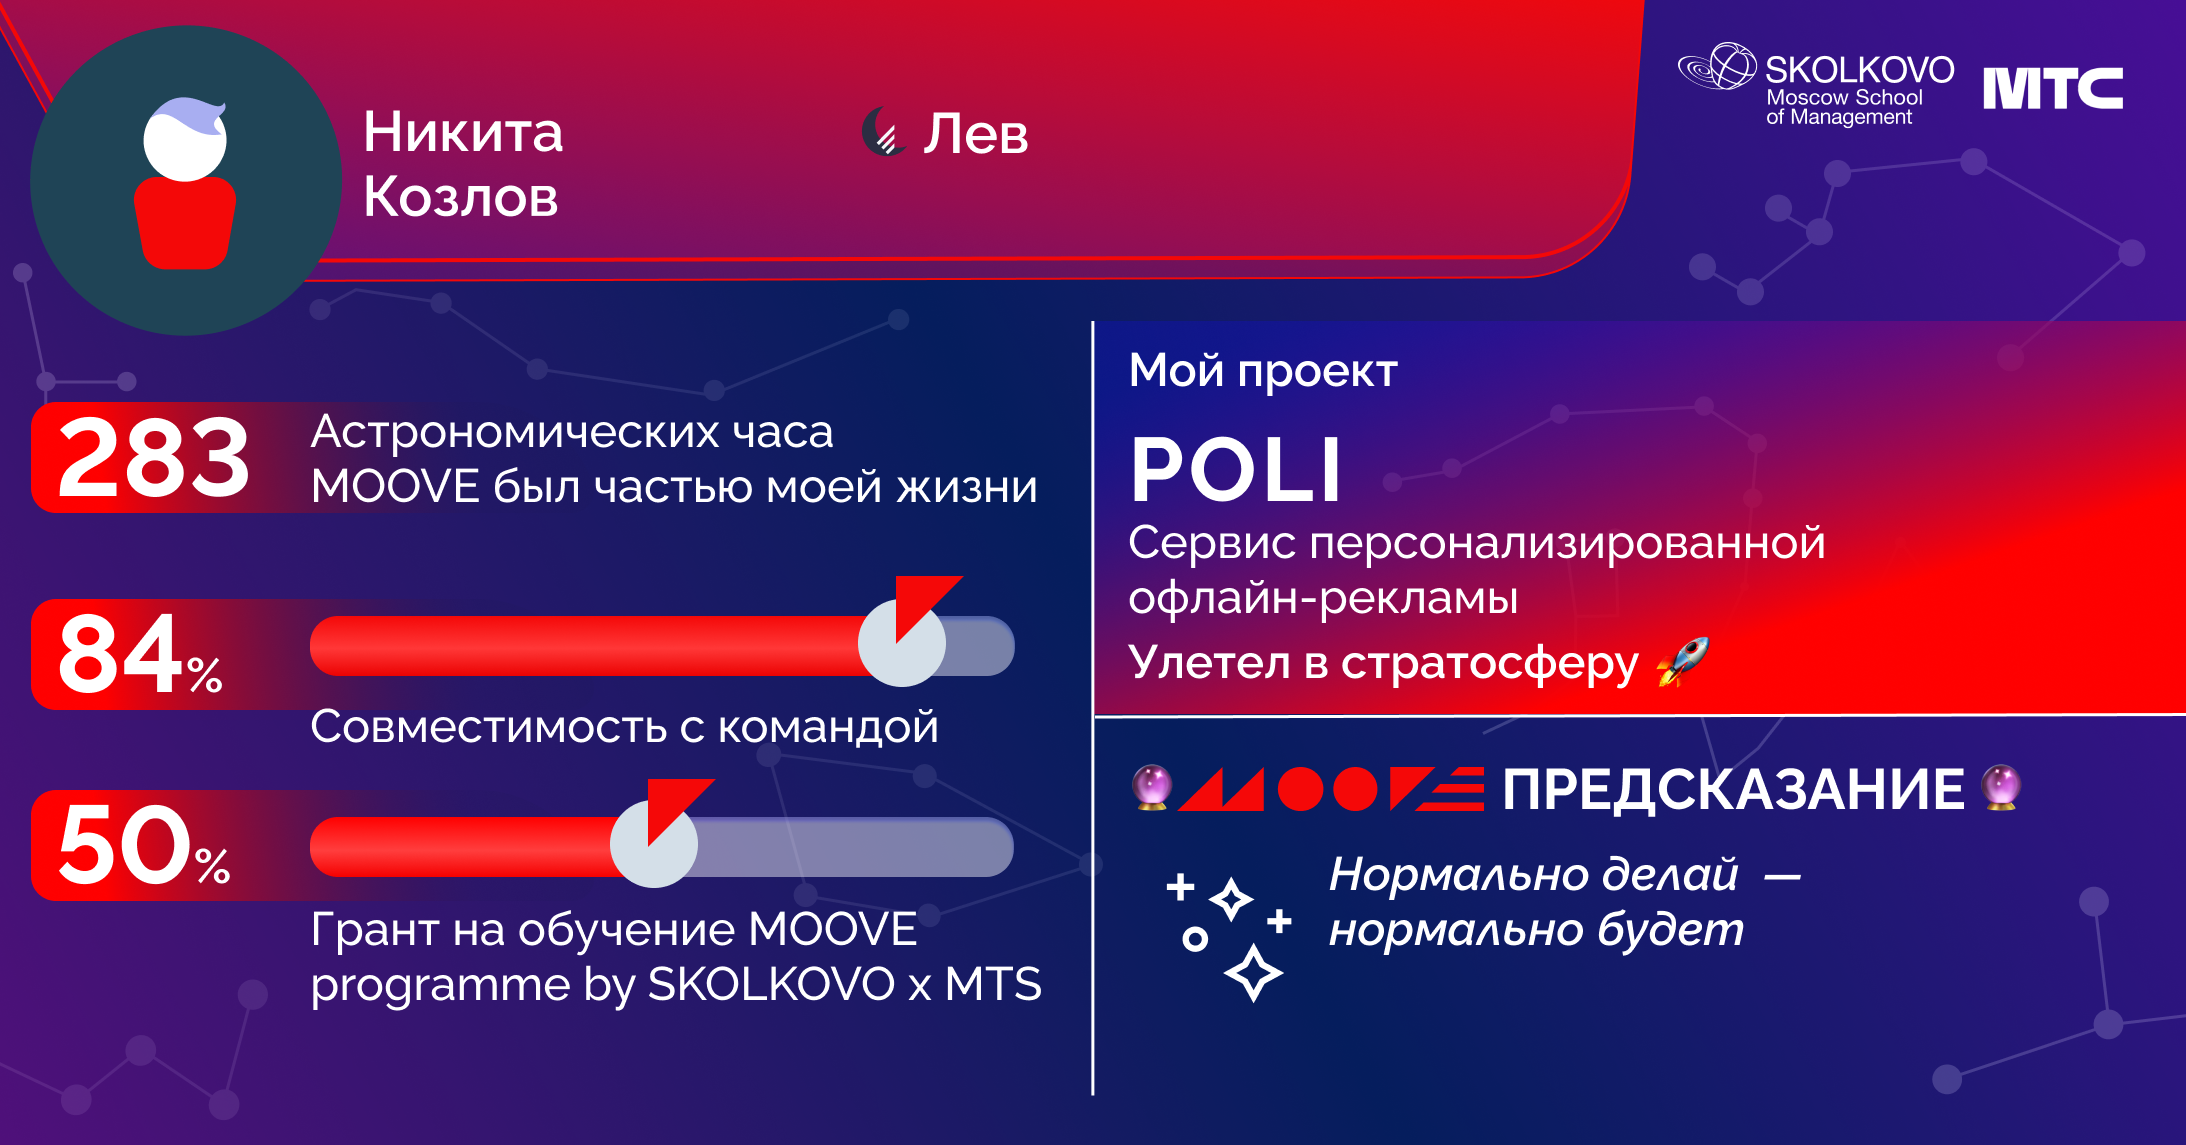 Никита
Козлов
Лев
SKOLKOVO
Moscow School
of Management
МТС
283
Астрономических часа
MOOVE был частью моей жизни
84%
Совместимость с командой
50%
Грант на обучение MOOVE
programme by SKOLKOVO x MTS
Мой проект
POLI
Сервис персонализированной
офлайн-рекламы
Улетел в стратосферу 🚀
🔮 MOOVE ПРЕДСКАЗАНИЕ 🔮
Нормально делай —
нормально будет